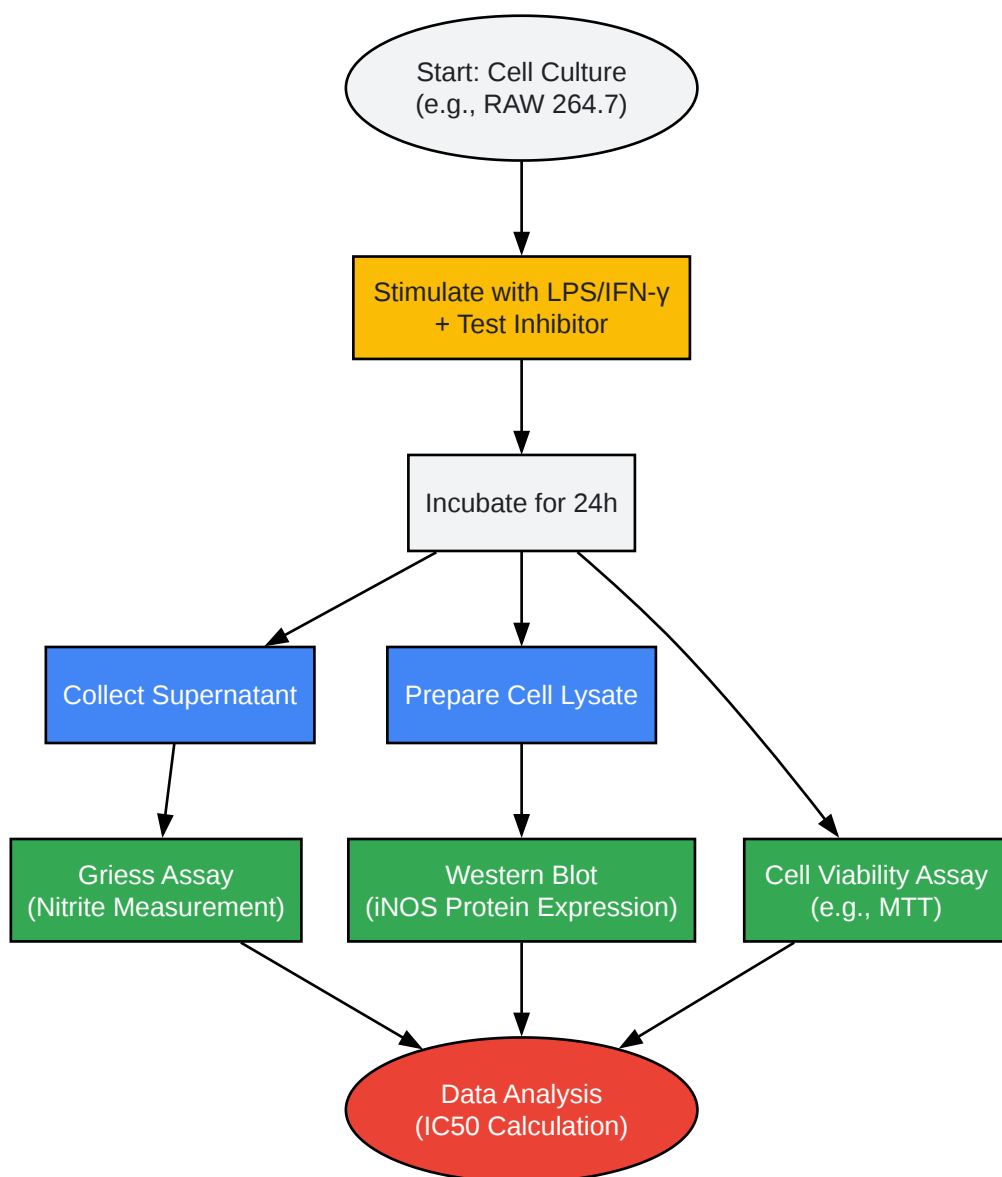 Start: Cell Culture
(e.g., RAW 264.7)
Stimulate with LPS/IFN-γ
+ Test Inhibitor
Incubate for 24h
Collect Supernatant
Prepare Cell Lysate
Griess Assay
(Nitrite Measurement)
Western Blot
(iNOS Protein Expression)
Cell Viability Assay
(e.g., MTT)
Data Analysis
(IC50 Calculation)